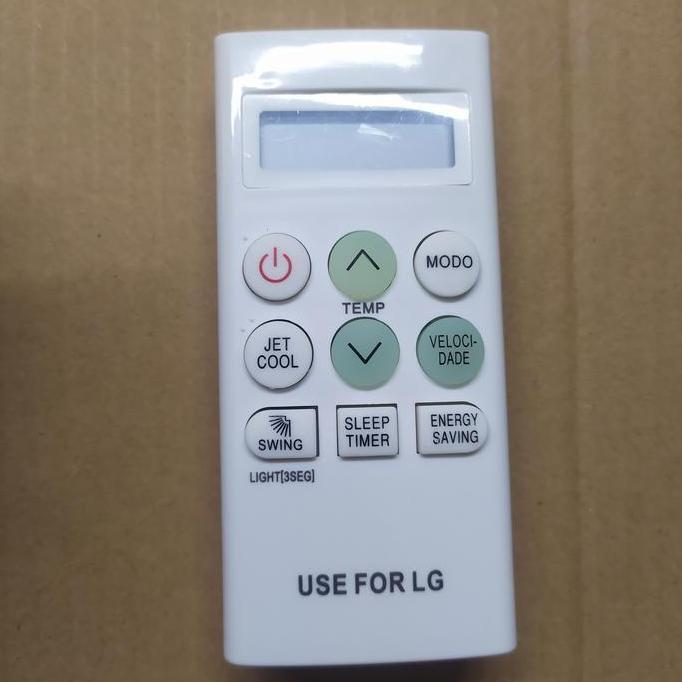 MODO
TEMP
JET
COOL
VELOCI-
DADE
SWING
SLEEP
TIMER
ENERGY
SAVING
LIGHT[3SEG]
USE FOR LG